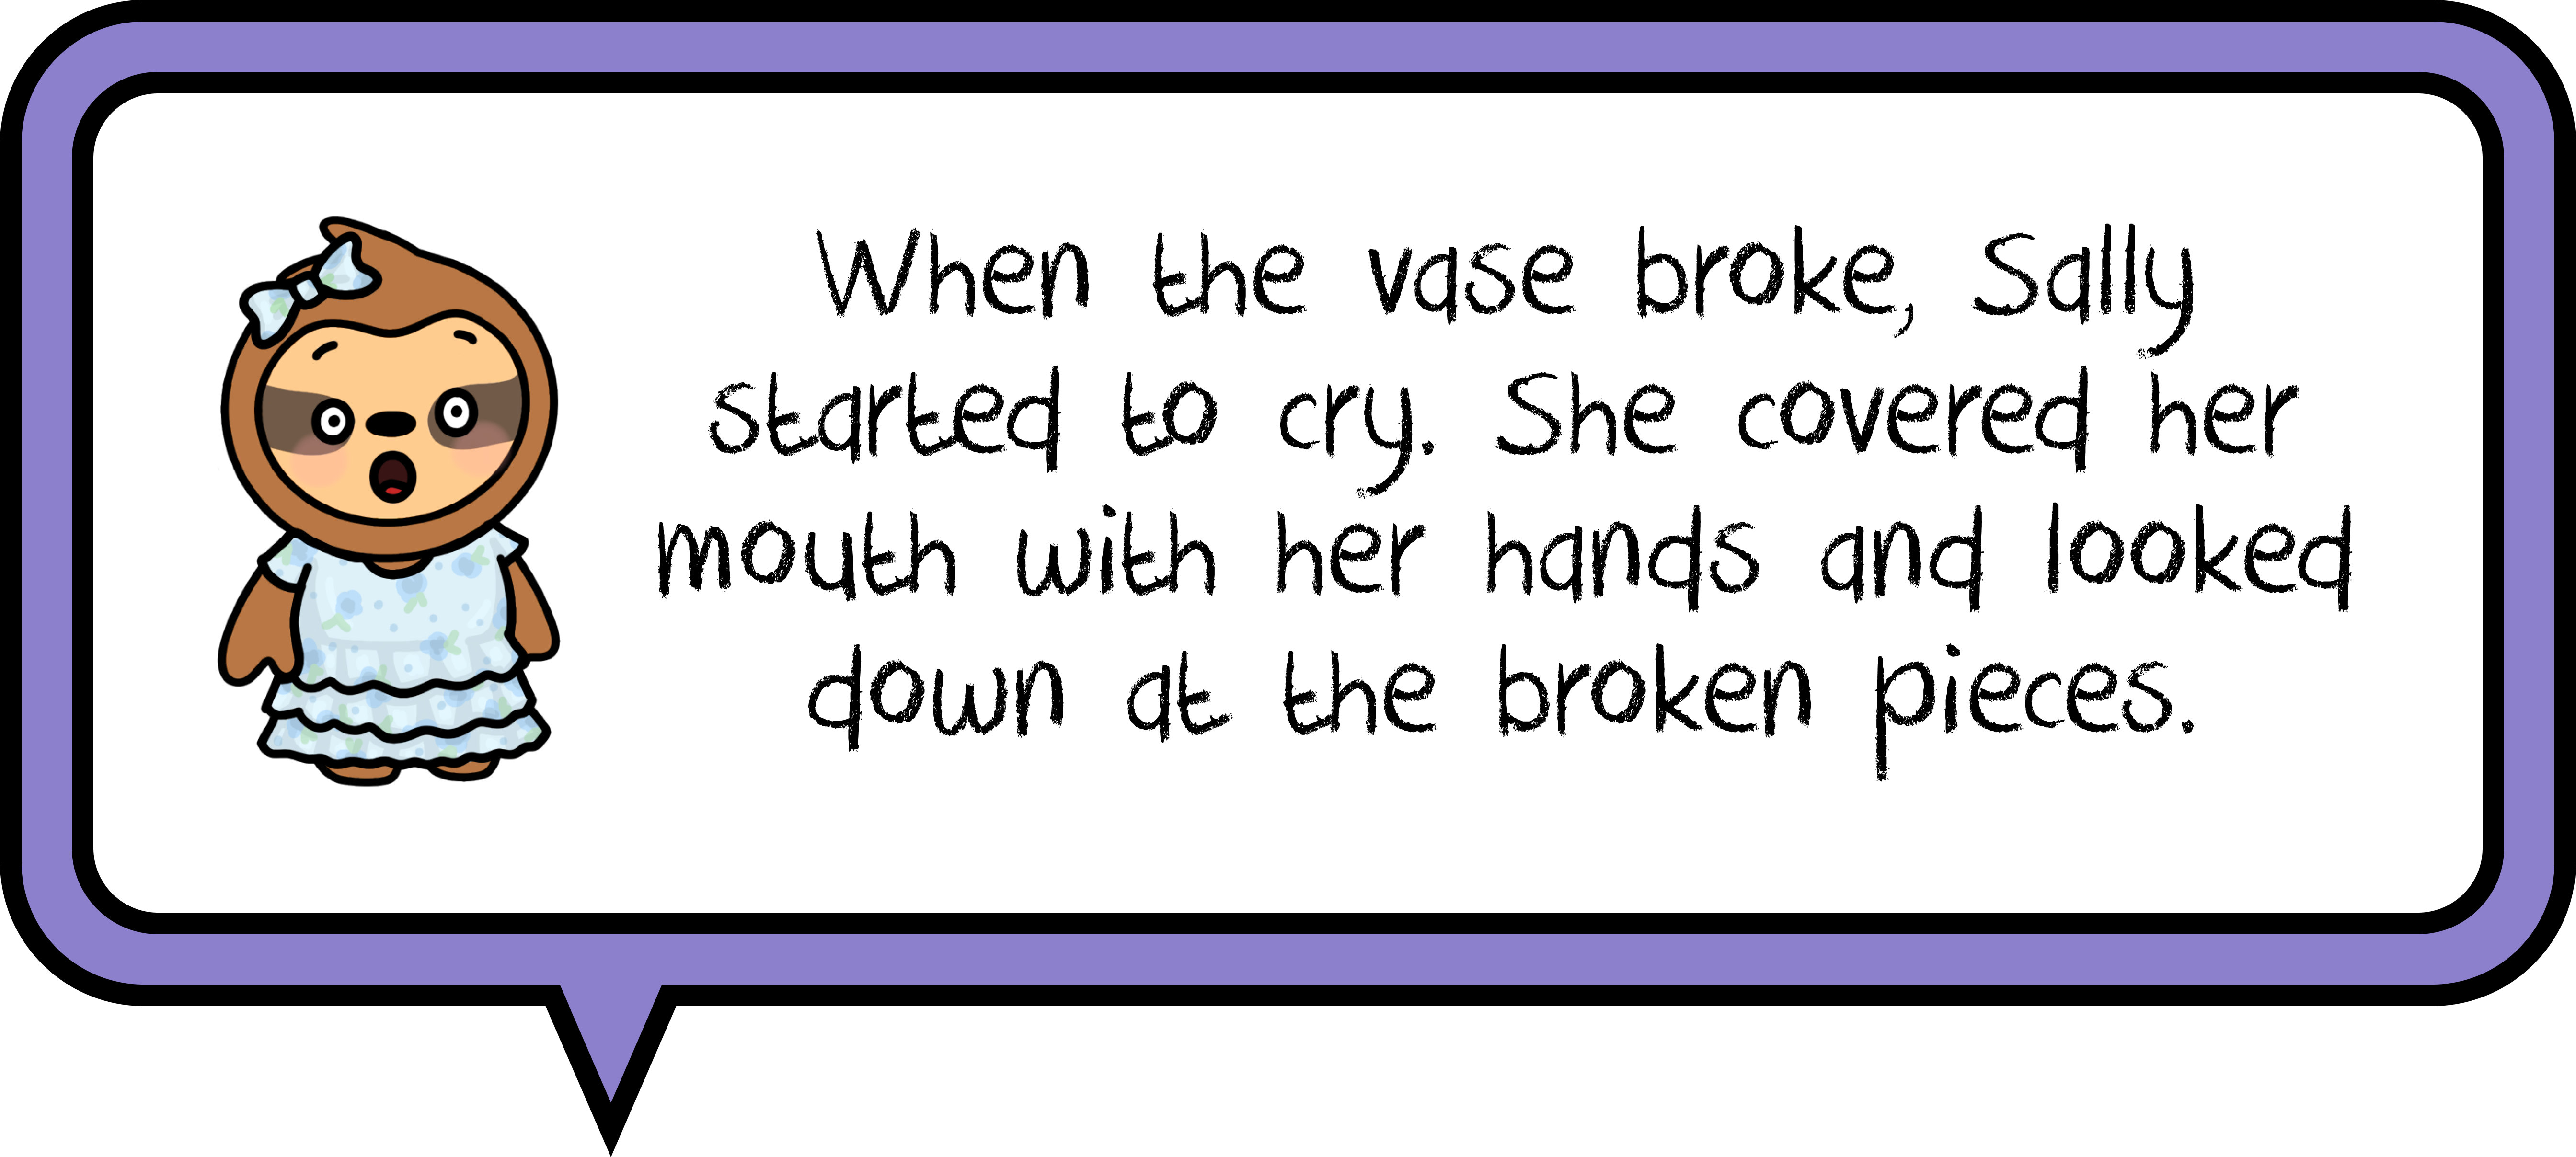 When the vase broke, Sally
started to cry. She covered her
mouth with her hands and looked
down at the broken pieces.